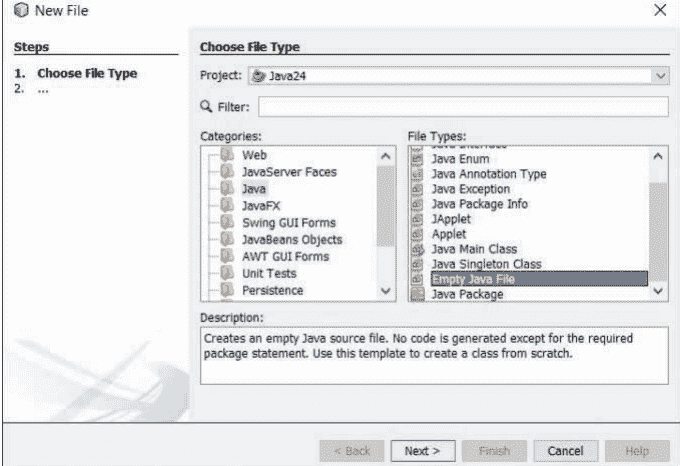 New File
Steps
1. Choose File Type
2. ...
Choose File Type
Project: Java24
Filter:
Categories:
Web
JavaServer Faces
Java
JavaFX
Swing GUI Forms
JavaBeans Objects
AWT GUI Forms
Unit Tests
Persistence
File Types:
Java Interface
Java Enum
Java Annotation Type
Java Exception
Java Package Info
JApplet
Applet
Java Main Class
Java Singleton Class
Empty Java File
Java Package
Description:
Creates an empty Java source file. No code is generated except for the required
package statement. Use this template to create a class from scratch.
< Back
Next >
Finish
Cancel
Help